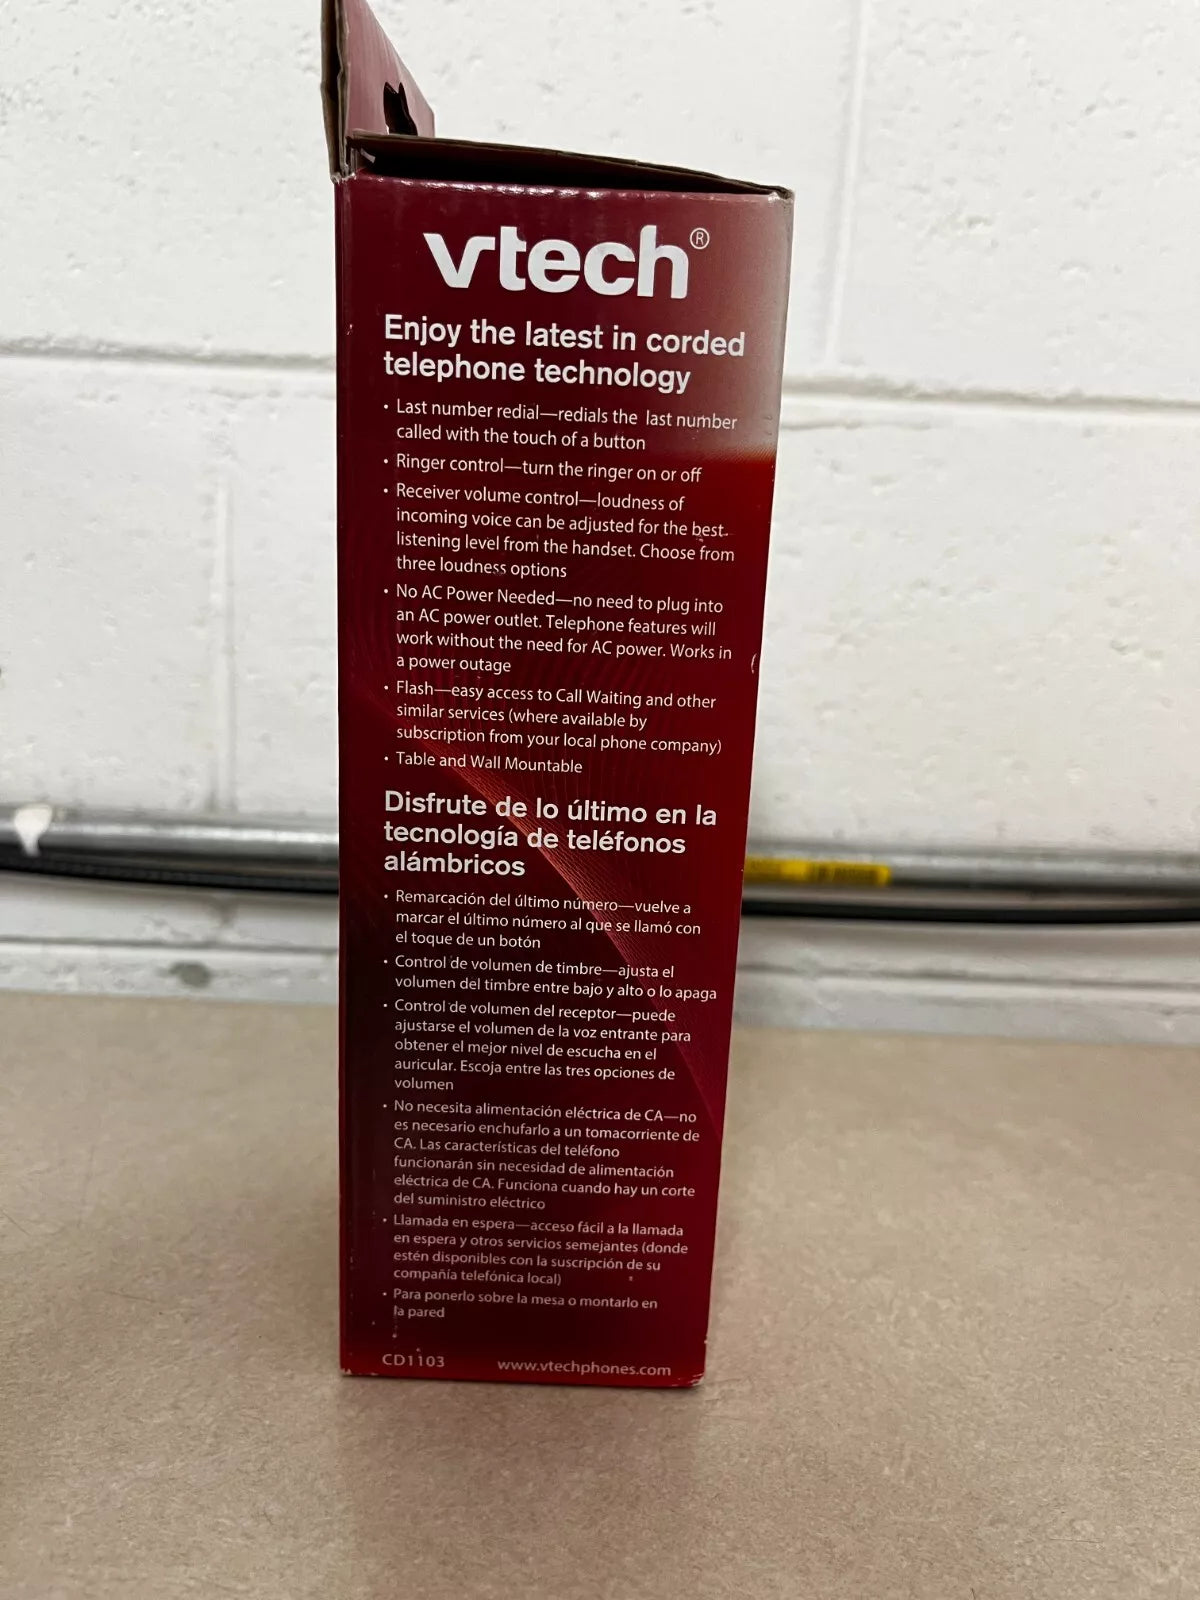 vtech®
Enjoy the latest in corded
telephone technology
• Last number redial—redials the last number
called with the touch of a button
• Ringer control—turn the ringer on or off
• Receiver volume control—loudness of
incoming voice can be adjusted for the best
listening level from the handset. Choose from
three loudness options
• No AC Power Needed—no need to plug into
an AC power outlet. Telephone features will
work without the need for AC power. Works in
a power outage
• Flash—easy access to Call Waiting and other
similar services (where available by
subscription from your local phone company)
• Table and Wall Mountable
Disfrute de lo último en la
tecnología de teléfonos
alámbricos
• Remarcación del último número—vuelve a
marcar el último número al que se llamó con
el toque de un botón
• Control de volumen de timbre—ajusta el
volumen del timbre entre bajo y alto o lo apaga
• Control de volumen del receptor—puede
ajustarse el volumen de la voz entrante para
obtener el mejor nivel de escucha en el
auricular. Escoja entre las tres opciones de
volumen
• No necesita alimentación eléctrica de CA—no
es necesario enchufarlo a un tomacorriente de
CA. Las características del teléfono
funcionarán sin necesidad de alimentación
eléctrica de CA. Funciona cuando hay un corte
del suministro eléctrico
• Llamada en espera—acceso fácil a la llamada
en espera y otros servicios semejantes (donde
estén disponibles con la suscripción de su
compañía telefónica local)
• Para ponerlo sobre la mesa o montarlo en
la pared
CD1103 www.vtechphones.com